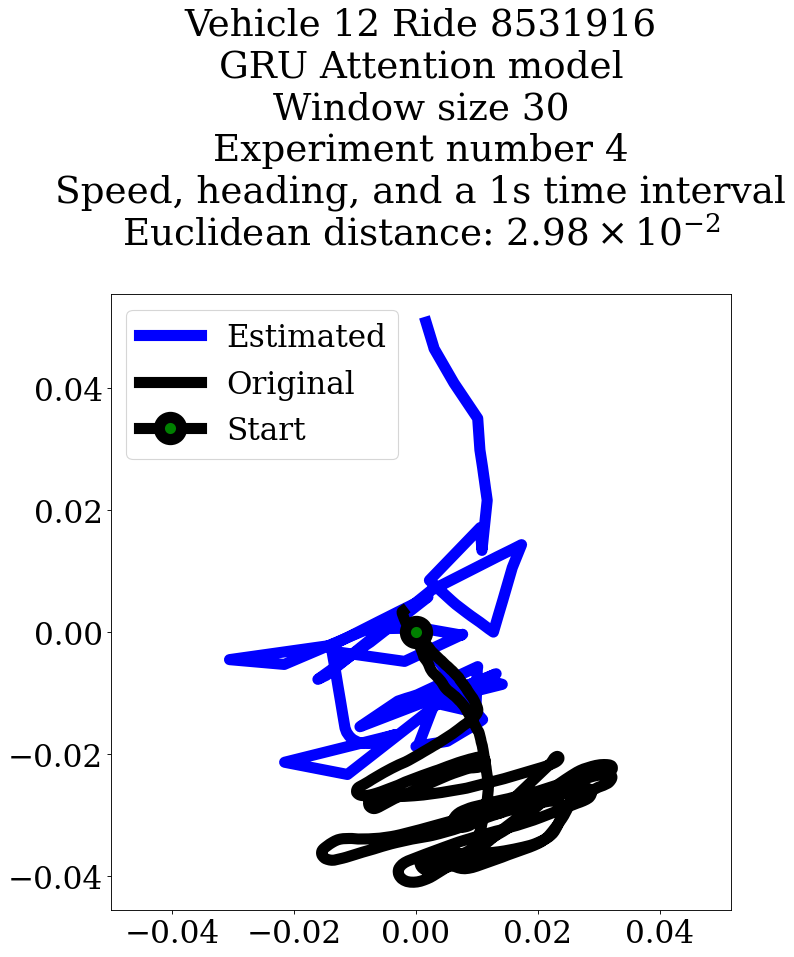 Vehicle 12 Ride 8531916
GRU Attention model
Window size 30
Experiment number 4
Speed, heading, and a 1s time interval
Euclidean distance: 2.98 × 10⁻²
Estimated
Original
Start
0.04
0.02
0.00
−0.02
−0.04
−0.04 −0.02 0.00 0.02 0.04